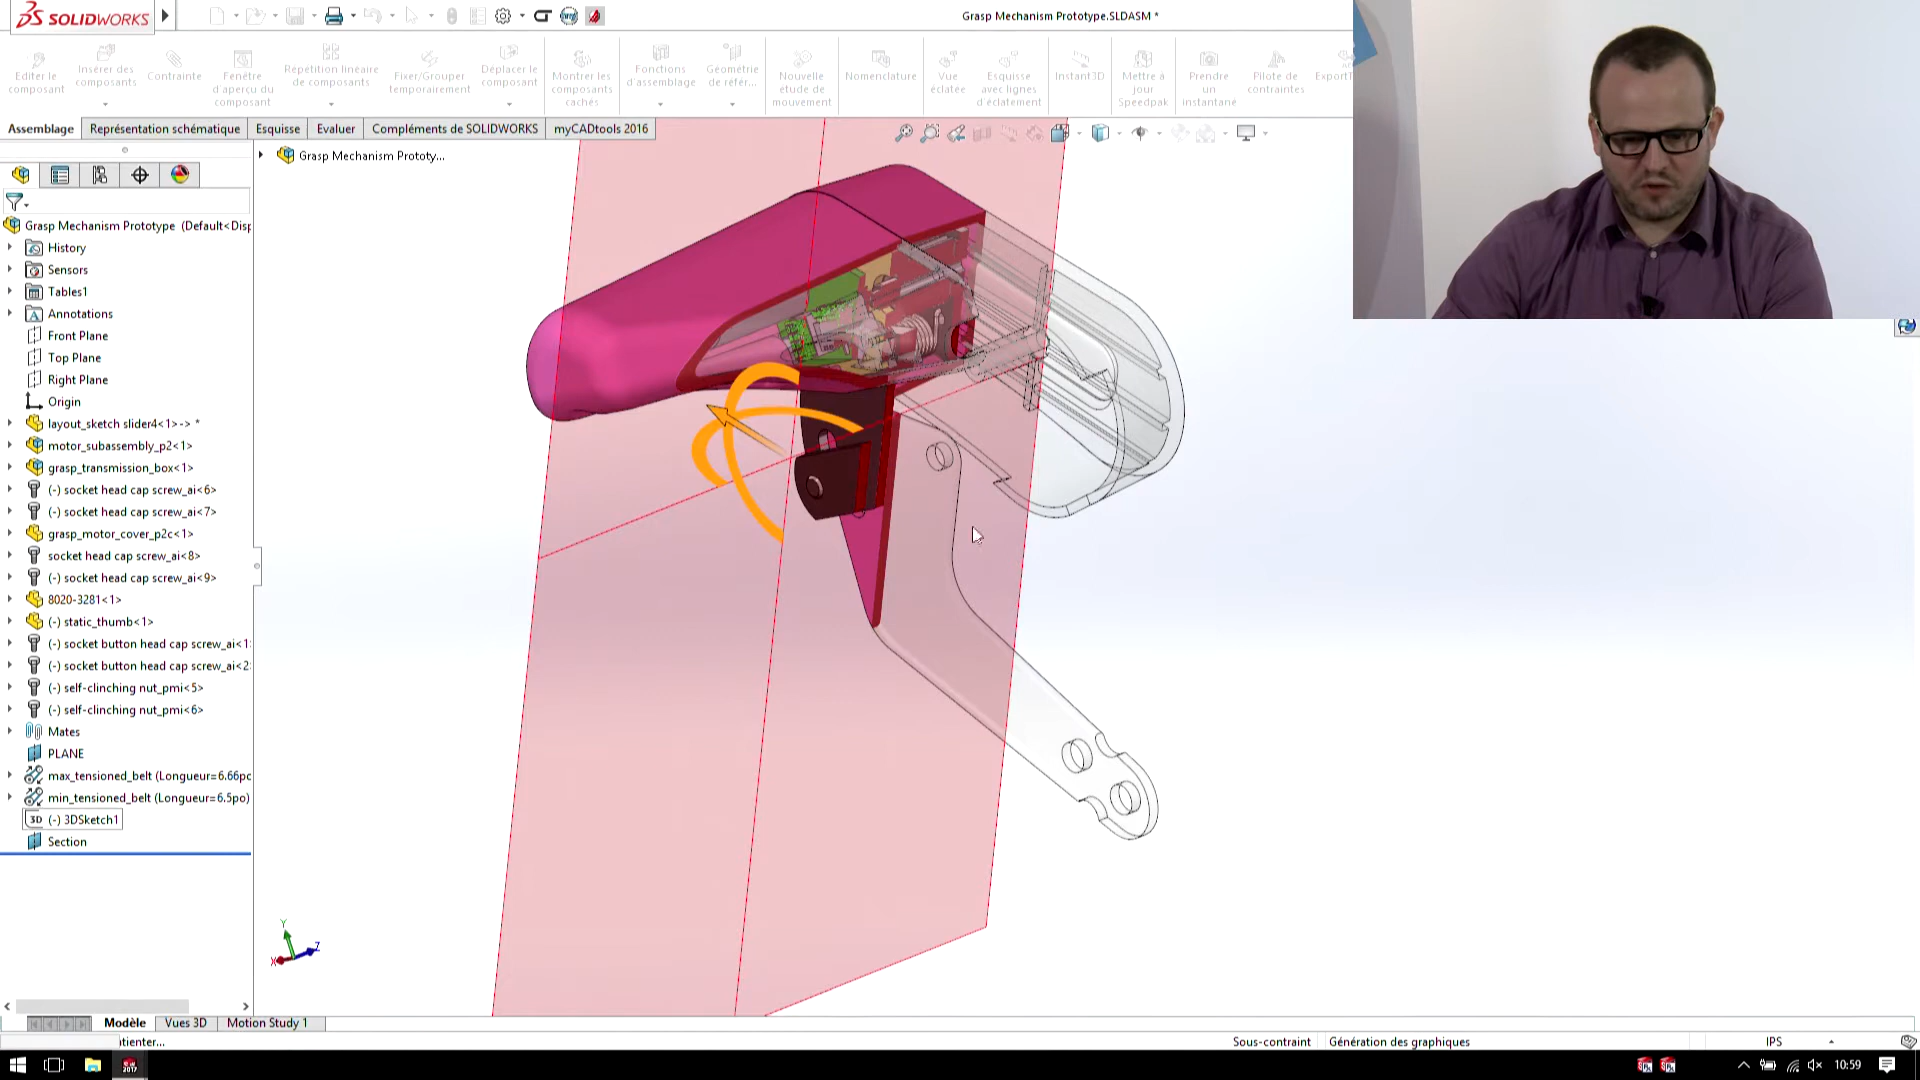 SOLIDWORKS
Grasp Mechanism Prototype.SLDASM *
Editer le composant
Insérer des composants
Contrainte
Fenêtre d'aperçu du composant
Répétition linéaire de composants
Fixer/Grouper temporairement
Déplacer le composant
Montrer les composants cachés
Fonctions d'assemblage
Géométrie de référ...
Nouvelle étude de mouvement
Nomenclature
Vue éclatée
Esquisse avec lignes d'éclatement
Instant3D
Mettre à jour Speedpak
Prendre un instantané
Pilote de contraintes
ExportT
Assemblage
Représentation schématique
Esquisse
Evaluer
Compléments de SOLIDWORKS
myCADtools 2016
Grasp Mechanism Prototy...
Grasp Mechanism Prototype (Default<Disp
History
Sensors
Tables1
Annotations
Front Plane
Top Plane
Right Plane
Origin
layout_sketch slider4<1>-> *
motor_subassembly_p2<1>
grasp_transmission_box<1>
(-) socket head cap screw_ai<6>
(-) socket head cap screw_ai<7>
grasp_motor_cover_p2c<1>
socket head cap screw_ai<8>
(-) socket head cap screw_ai<9>
8020-3281<1>
(-) static_thumb<1>
(-) socket button head cap screw_ai<1
(-) socket button head cap screw_ai<2
(-) self-clinching nut_pmi<5>
(-) self-clinching nut_pmi<6>
Mates
PLANE
max_tensioned_belt (Longueur=6.66po
min_tensioned_belt (Longueur=6.5po)
3D (-) 3DSketch1
Section
Y
Z
X
Modèle
Vues 3D
Motion Study 1
tienter...
Sous-contraint
Génération des graphiques
IPS
2017
10:59